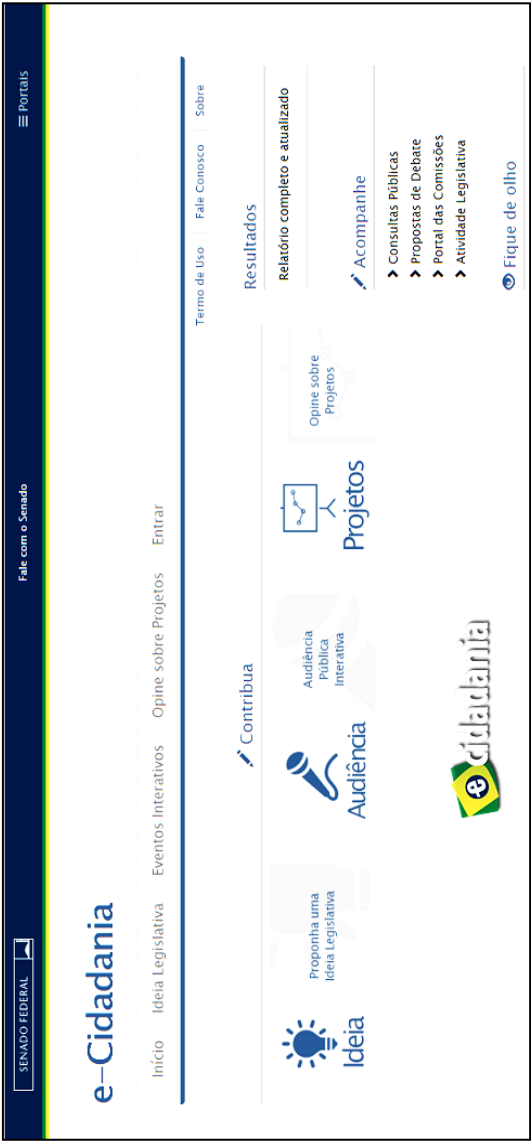 SENADO FEDERAL
Fale com o Senado
Portais
e-Cidadania
Início Ideia Legislativa Eventos Interativos Opine sobre Projetos Entrar
Termo de Uso Fale Conosco Sobre
Contribua
Ideia
Proponha uma
Ideia Legislativa
Audiência
Audiência
Pública
Interativa
Projetos
Opine sobre
Projetos
e cidadania
Resultados
Relatório completo e atualizado
Acompanhe
Consultas Públicas
Propostas de Debate
Portal das Comissões
Atividade Legislativa
Fique de olho